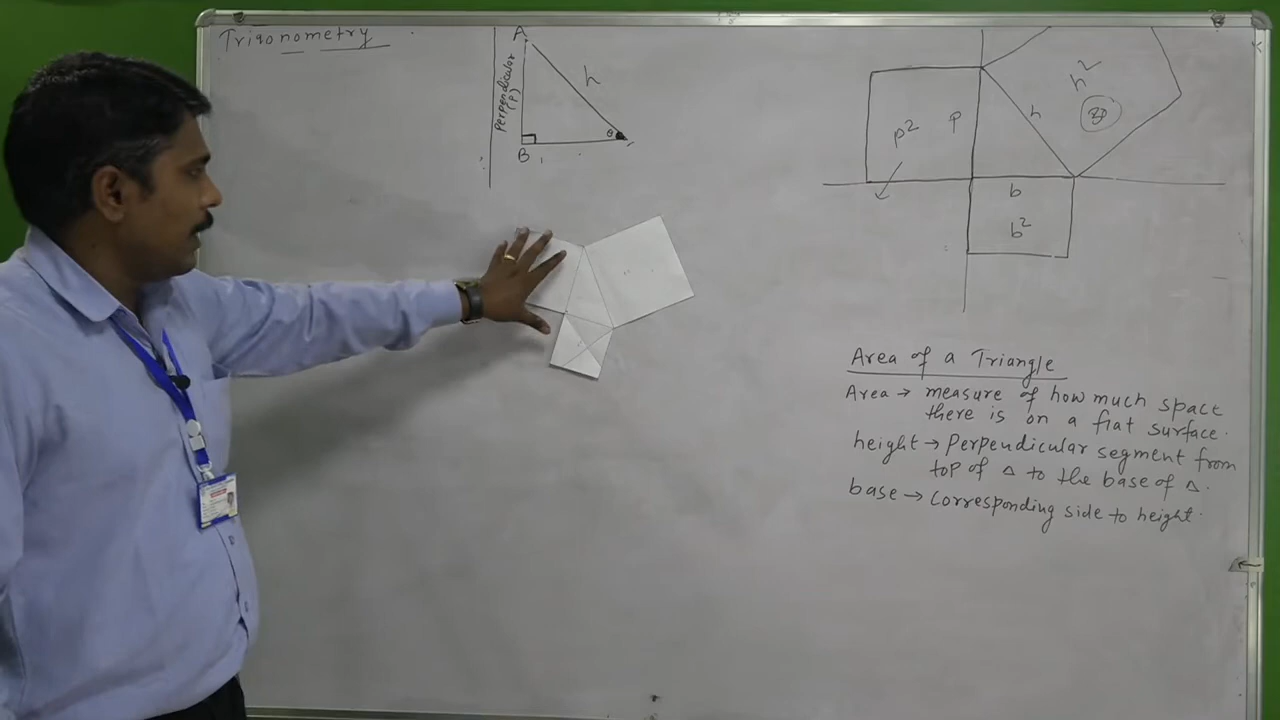 Trigonometry
A
Perpendicular
(P)
h
θ
B
p²
p
h
h²
b
b²
Area of a Triangle
Area → measure of how much space
there is on a flat surface.
height → Perpendicular segment from
top of Δ to the base of Δ.
base → Corresponding side to height.